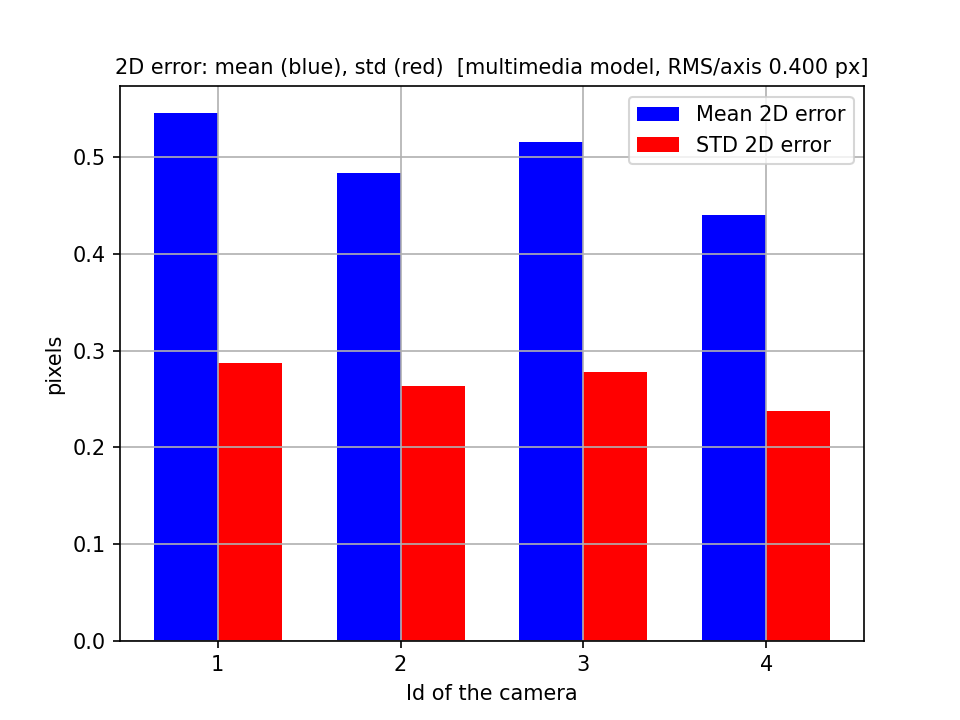 2D error: mean (blue), std (red)  [multimedia model, RMS/axis 0.400 px]
Mean 2D error
STD 2D error
pixels
0.5
0.4
0.3
0.2
0.1
0.0
1 2 3 4
Id of the camera